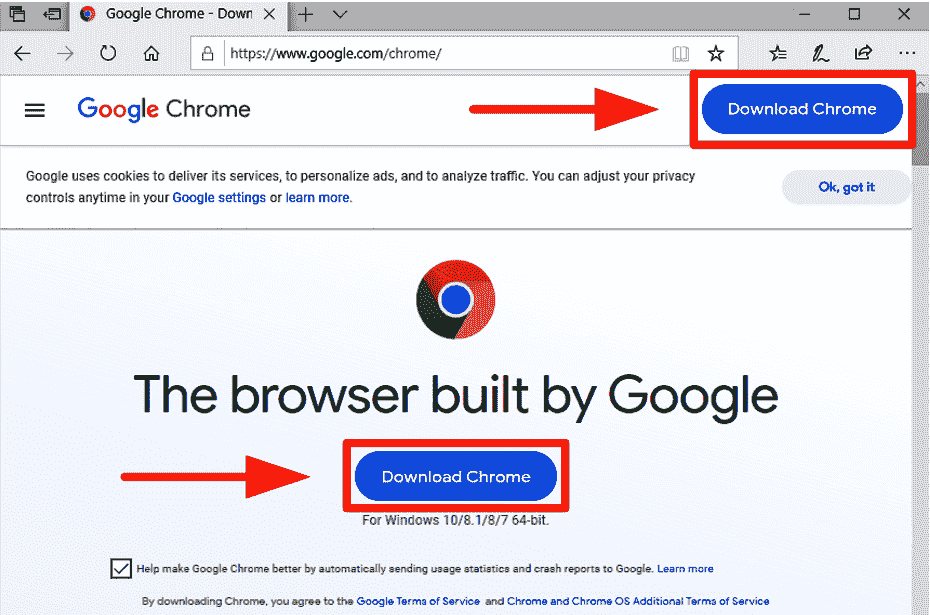 Google Chrome - Down
https://www.google.com/chrome/
Google Chrome
Download Chrome
Google uses cookies to deliver its services, to personalize ads, and to analyze traffic. You can adjust your privacy
controls anytime in your Google settings or learn more.
Ok, got it
The browser built by Google
Download Chrome
For Windows 10/8.1/8/7 64-bit.
Help make Google Chrome better by automatically sending usage statistics and crash reports to Google. Learn more
By downloading Chrome, you agree to the Google Terms of Service and Chrome and Chrome OS Additional Terms of Service